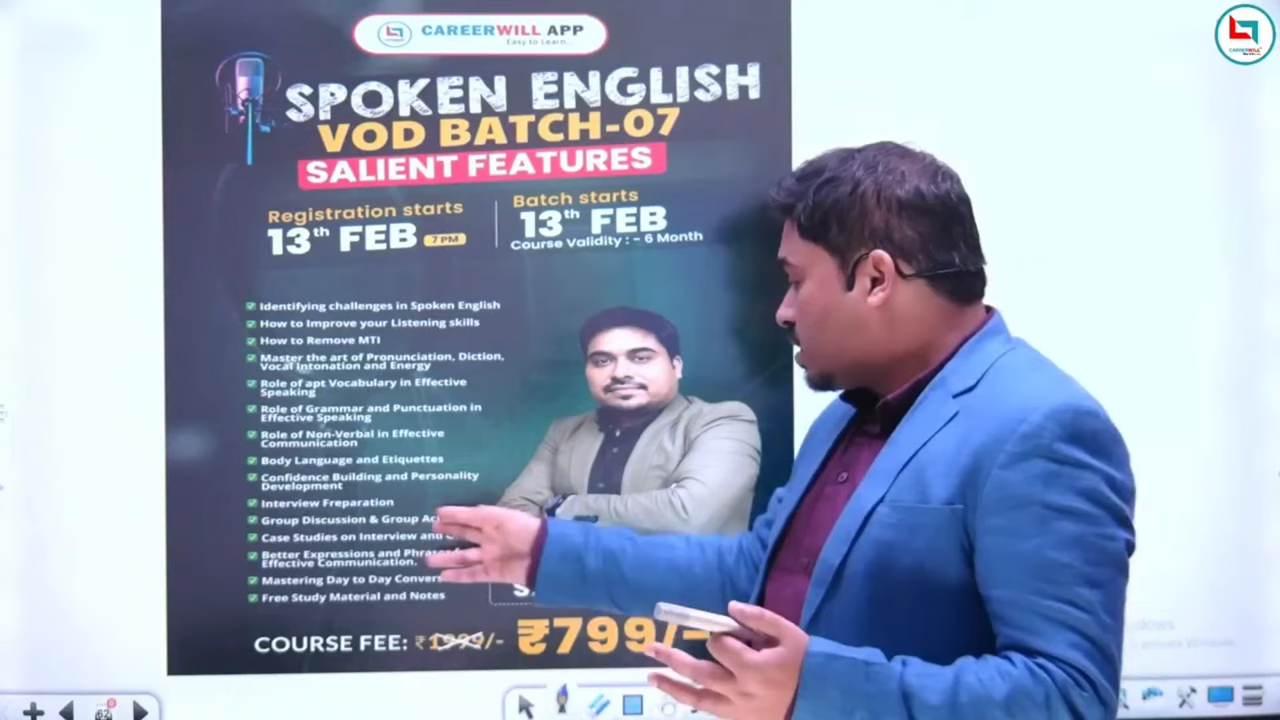 CAREERWILL APP
Easy to Learn...
CAREERWILL
SPOKEN ENGLISH
VOD BATCH-07
SALIENT FEATURES
Registration starts
13th FEB 7 PM
Batch starts
13th FEB
Course Validity : - 6 Month
Identifying challenges in Spoken English
How to Improve your Listening skills
How to Remove MTI
Master the art of Pronunciation, Diction,
Vocal Intonation and Energy
Role of apt Vocabulary in Effective
Speaking
Role of Grammar and Punctuation in
Effective Speaking
Role of Non-Verbal in Effective
Communication
Body Language and Etiquettes
Confidence Building and Personality
Development
Interview Freparation
Group Discussion & Group
Case Studies on Interview and
Better Expressions and
Effective Communication.
Mastering Day to Day
Free Study Material and Notes
COURSE FEE: ₹1999/- ₹799/-
62